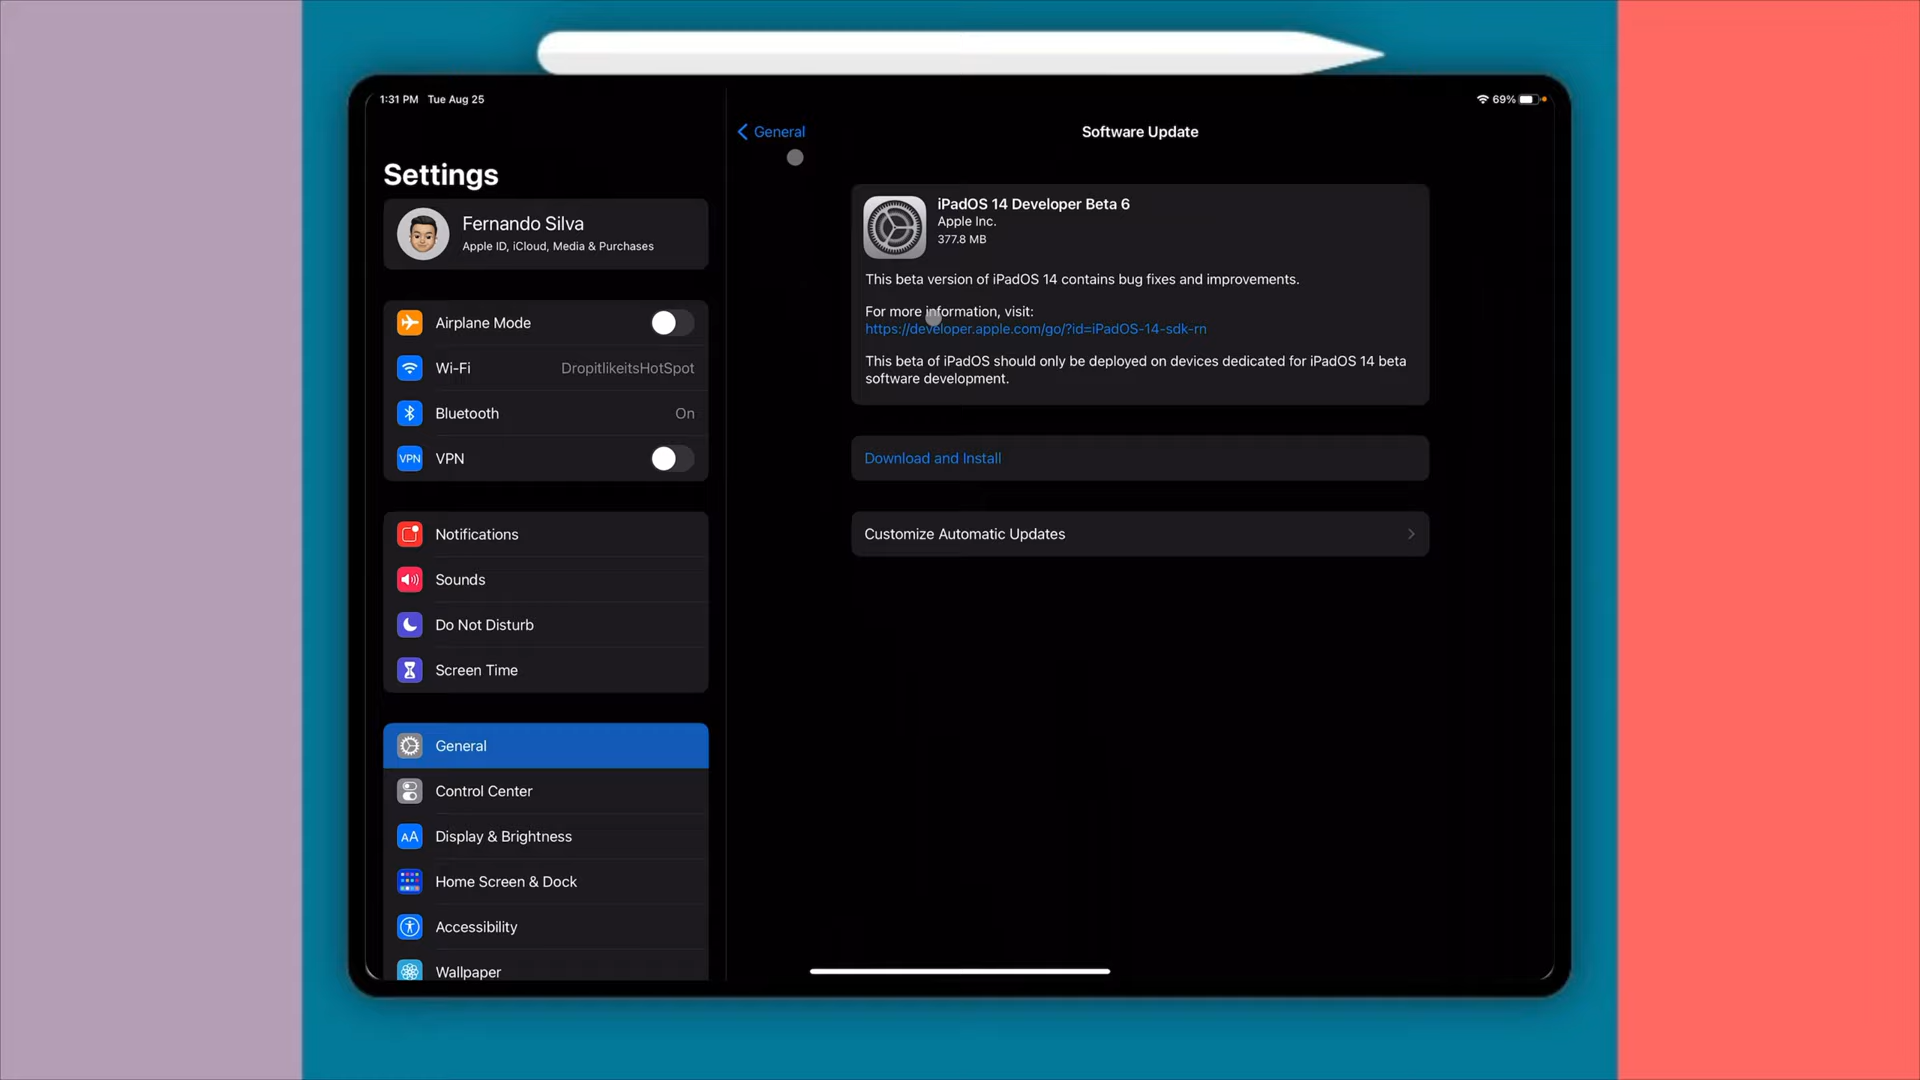 1:31 PM Tue Aug 25
69%
Settings
Fernando Silva
Apple ID, iCloud, Media & Purchases
Airplane Mode
Wi-Fi DropitlikeitsHotSpot
Bluetooth On
VPN VPN
Notifications
Sounds
Do Not Disturb
Screen Time
General
Control Center
AA Display & Brightness
Home Screen & Dock
Accessibility
Wallpaper
General
Software Update
iPadOS 14 Developer Beta 6
Apple Inc.
377.8 MB
This beta version of iPadOS 14 contains bug fixes and improvements.
For more information, visit:
https://developer.apple.com/go/?id=iPadOS-14-sdk-rn
This beta of iPadOS should only be deployed on devices dedicated for iPadOS 14 beta
software development.
Download and Install
Customize Automatic Updates